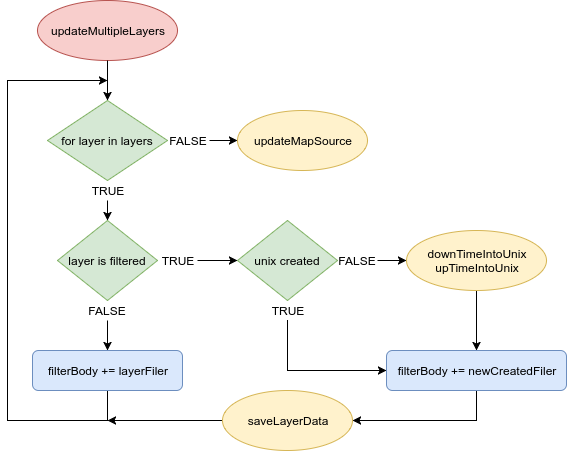 updateMultipleLayers
for layer in layers
FALSE
updateMapSource
TRUE
layer is filtered
TRUE
unix created
FALSE
downTimeIntoUnix
upTimeIntoUnix
FALSE
TRUE
filterBody += layerFiler
filterBody += newCreatedFiler
saveLayerData